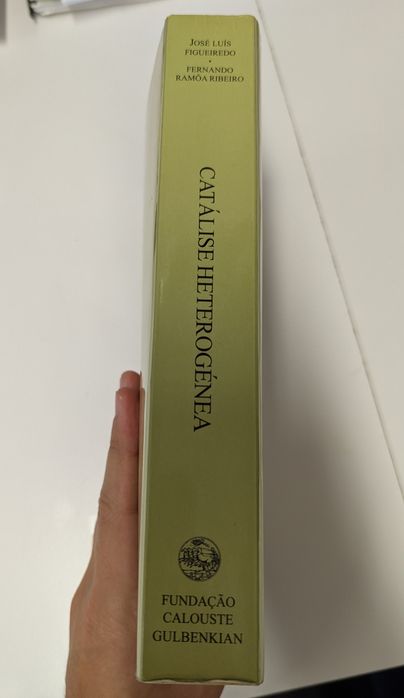 JOSÉ LUÍS
FIGUEIREDO
•
FERNANDO
RAMÔA RIBEIRO
CATÁLISE HETEROGÉNEA
FUNDAÇÃO
CALOUSTE
GULBENKIAN